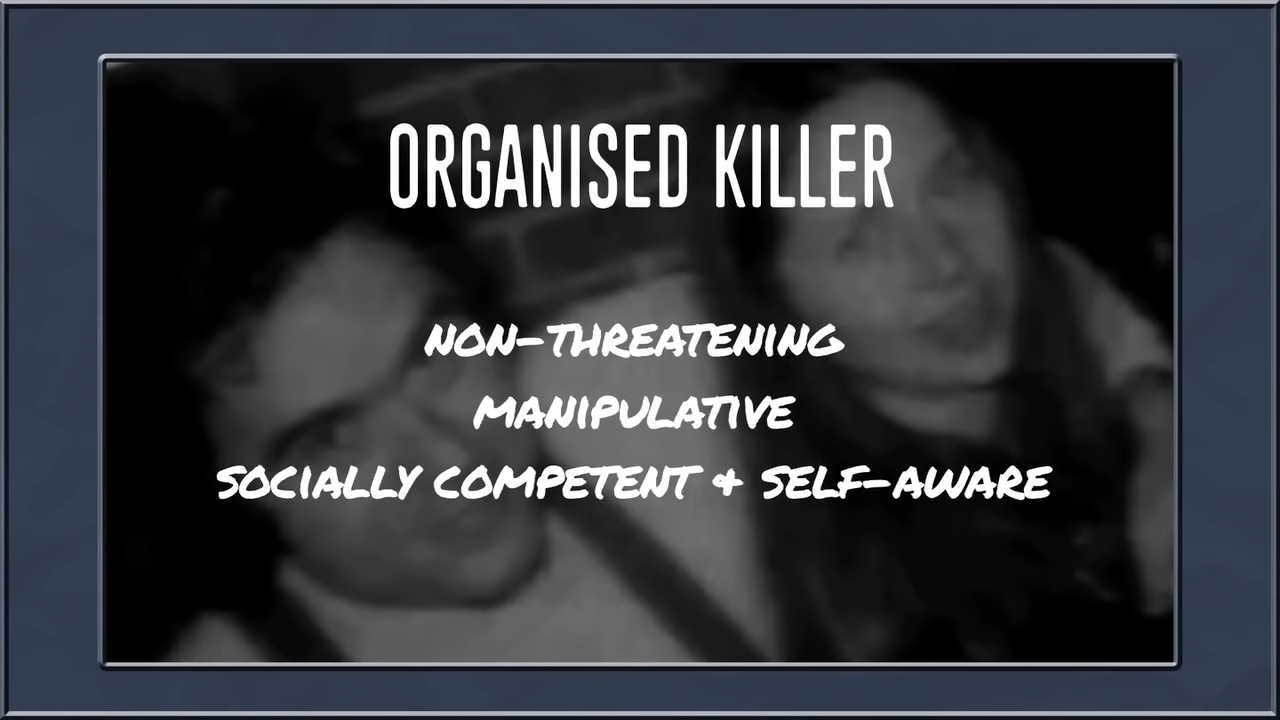 ORGANISED KILLER
NON-THREATENING
MANIPULATIVE
SOCIALLY COMPETENT & SELF-AWARE